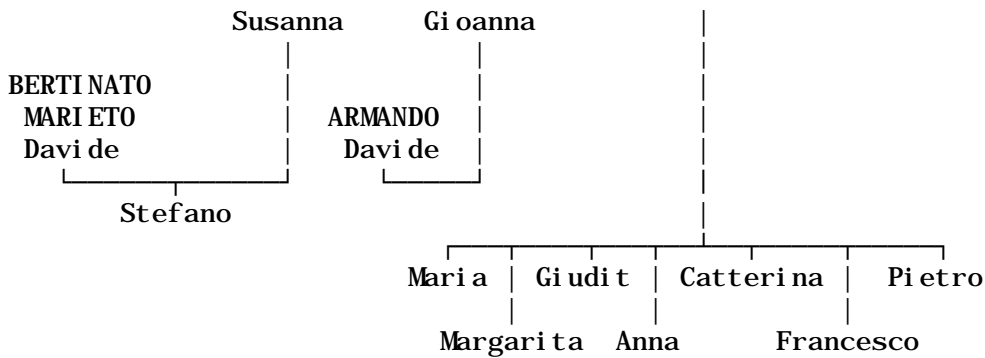 Susanna Gioanna
BERTINATO
MARIETO ARMANDO
Davide Davide
Stefano
Maria Giudit Catterina Pietro
Margarita Anna Francesco